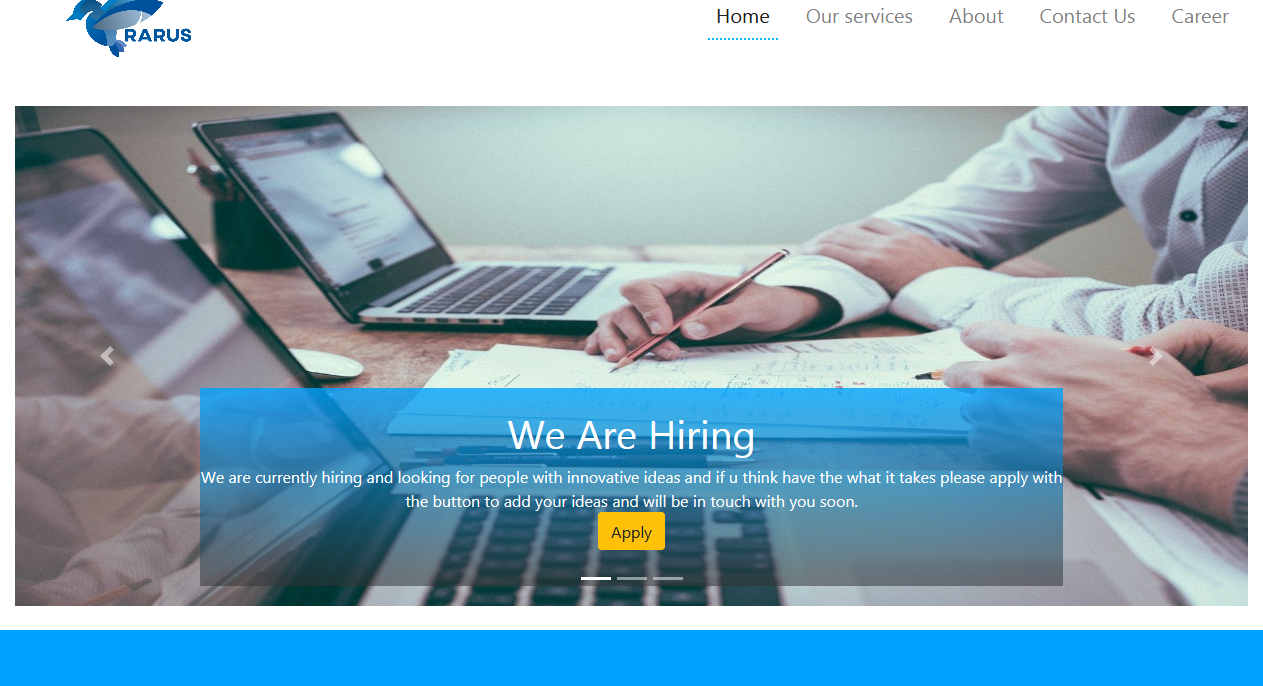 RARUS
Home Our services About Contact Us Career
We Are Hiring
We are currently hiring and looking for people with innovative ideas and if u think have the what it takes please apply with
the button to add your ideas and will be in touch with you soon.
Apply